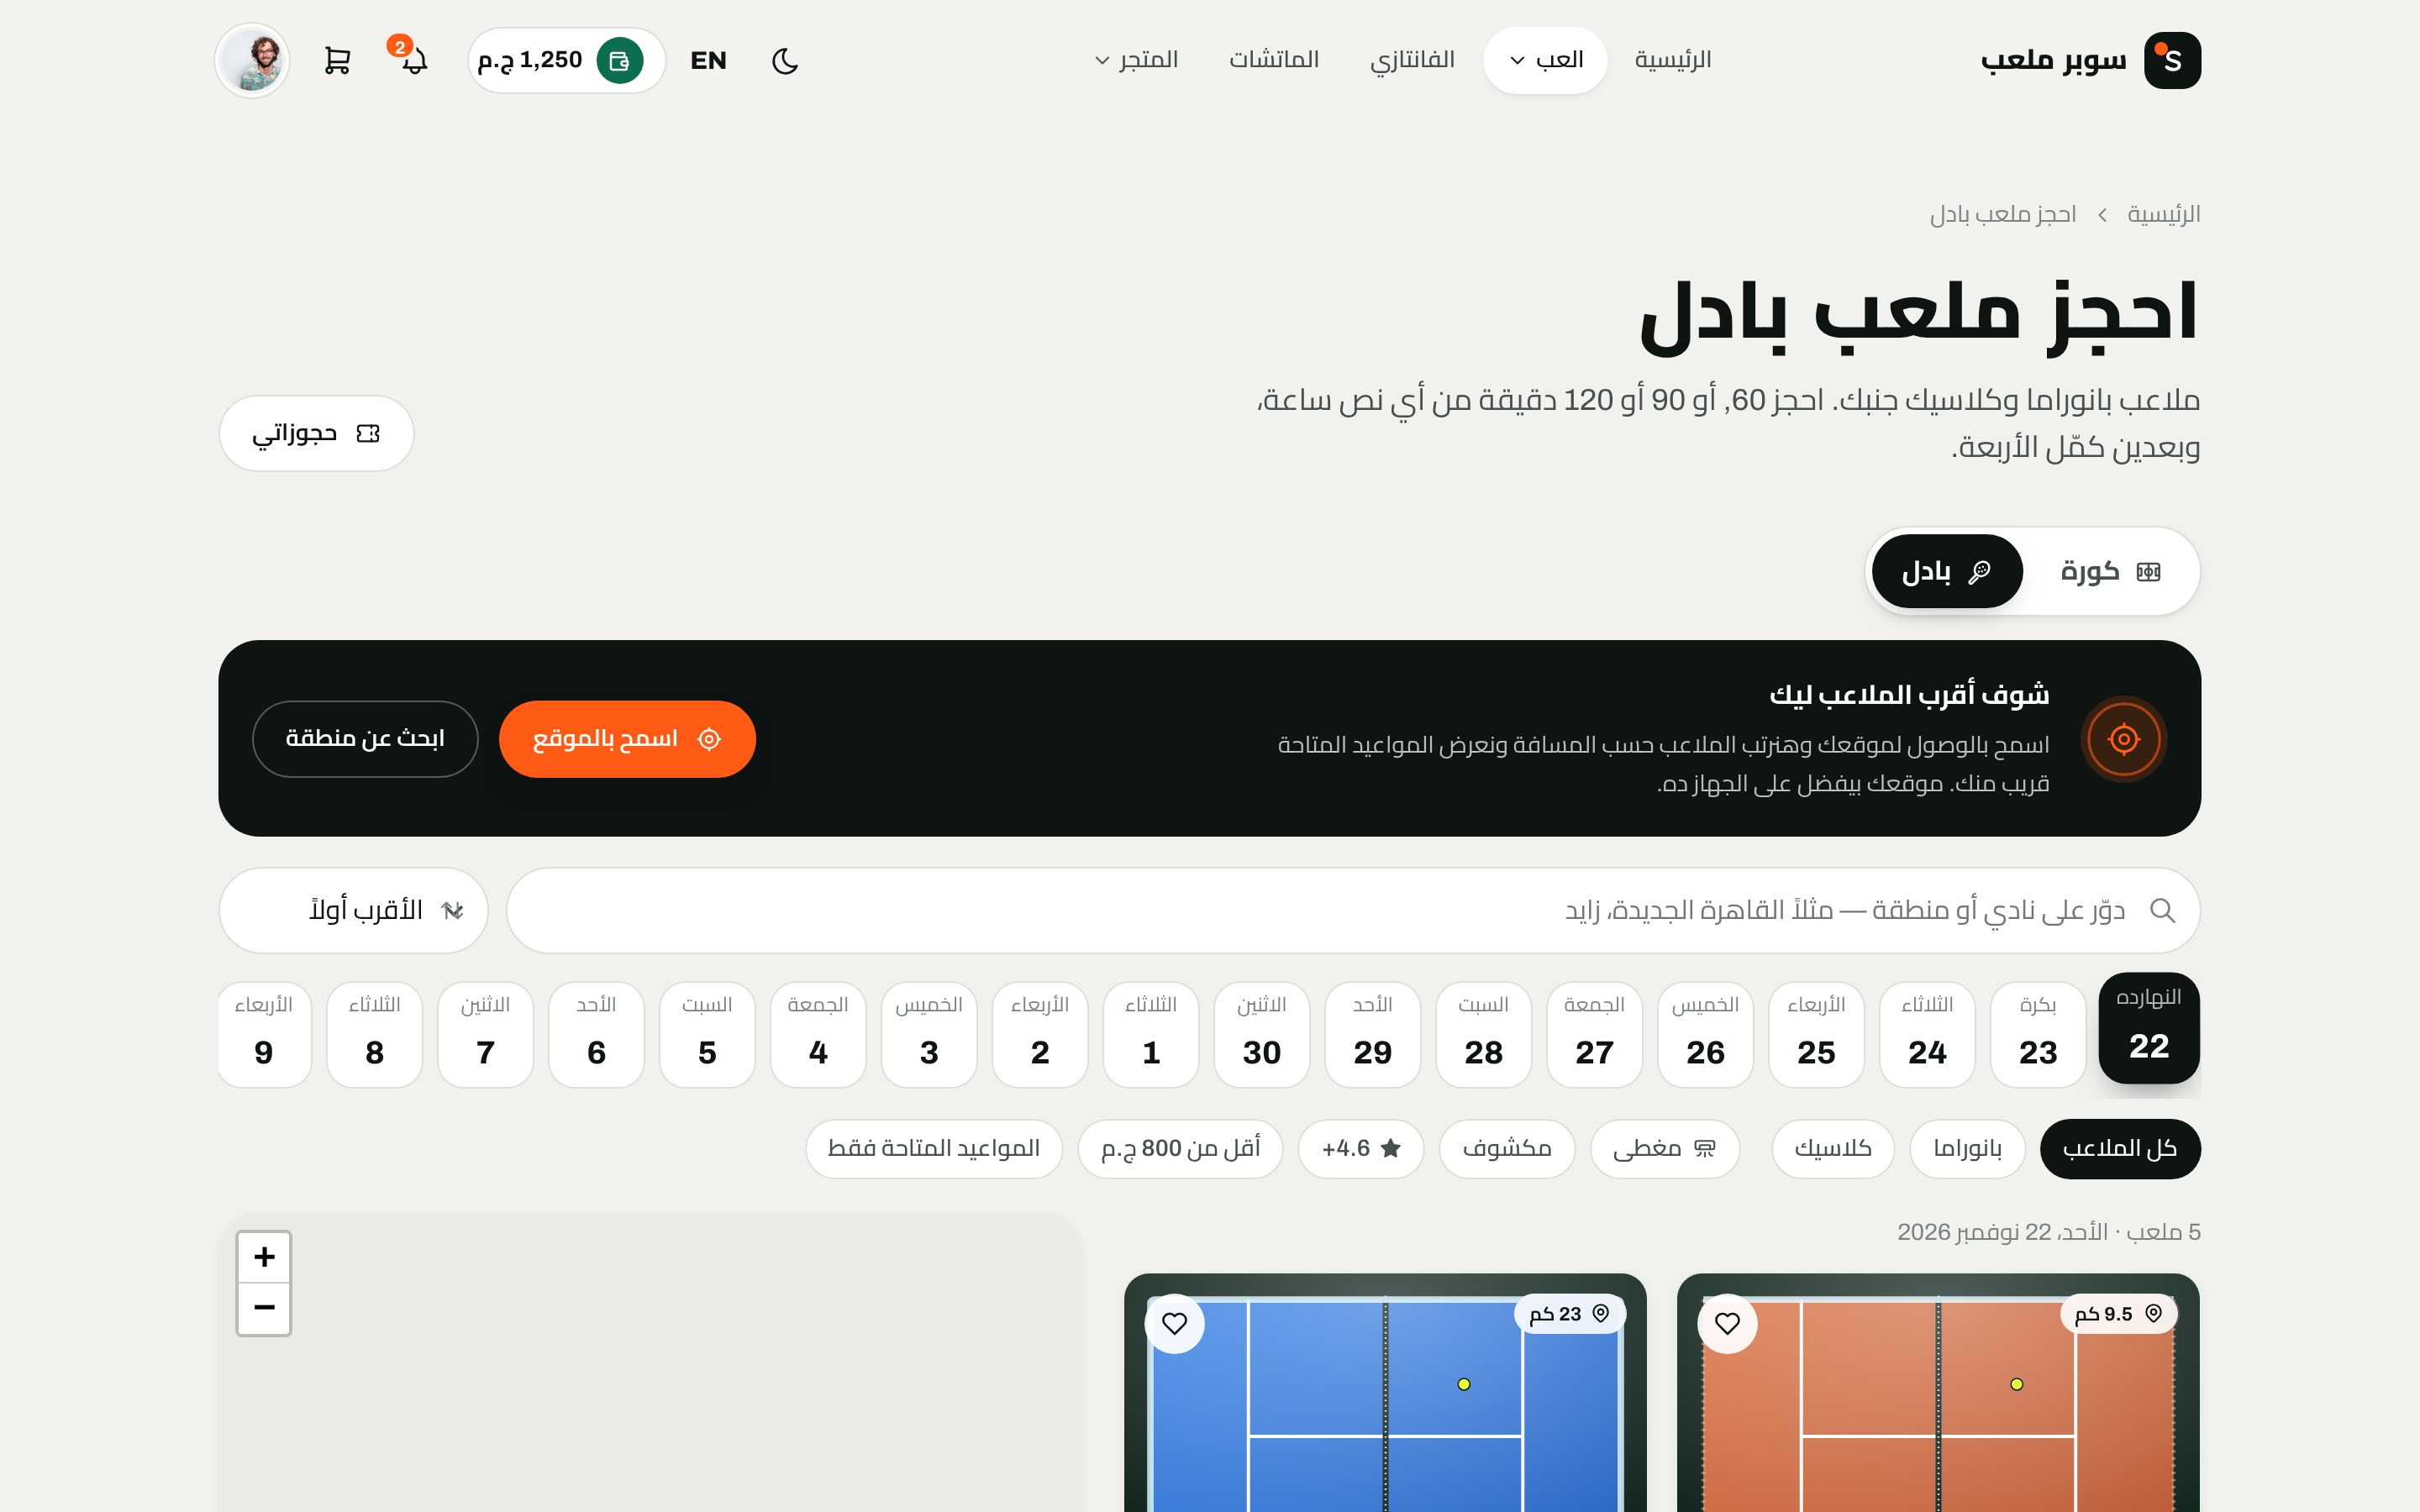 S سوبر ملعب
الرئيسية
العب
الفانتازي
الماتشات
المتجر
EN
1,250 ج.م
2
الرئيسية
احجز ملعب بادل
احجز ملعب بادل
ملاعب بانوراما وكلاسيك جنبك. احجز 60, أو 90 أو 120 دقيقة من أي نص ساعة،
وبعدين كمّل الأربعة.
حجوزاتي
كورة
بادل
شوف أقرب الملاعب ليك
اسمح بالوصول لموقعك وهنرتب الملاعب حسب المسافة ونعرض المواعيد المتاحة
قريب منك. موقعك بيفضل على الجهاز ده.
اسمح بالموقع
ابحث عن منطقة
دوّر على نادي أو منطقة — مثلاً القاهرة الجديدة، زايد
الأقرب أولاً
النهارده 22
بكرة 23
الثلاثاء 24
الأربعاء 25
الخميس 26
الجمعة 27
السبت 28
الأحد 29
الاثنين 30
الثلاثاء 1
الأربعاء 2
الخميس 3
الجمعة 4
السبت 5
الأحد 6
الاثنين 7
الثلاثاء 8
الأربعاء 9
كل الملاعب
بانوراما
كلاسيك
مغطى
مكشوف
4.6+
أقل من 800 ج.م
المواعيد المتاحة فقط
5 ملعب · الأحد، 22 نوفمبر 2026
9.5 كم
23 كم
+
−